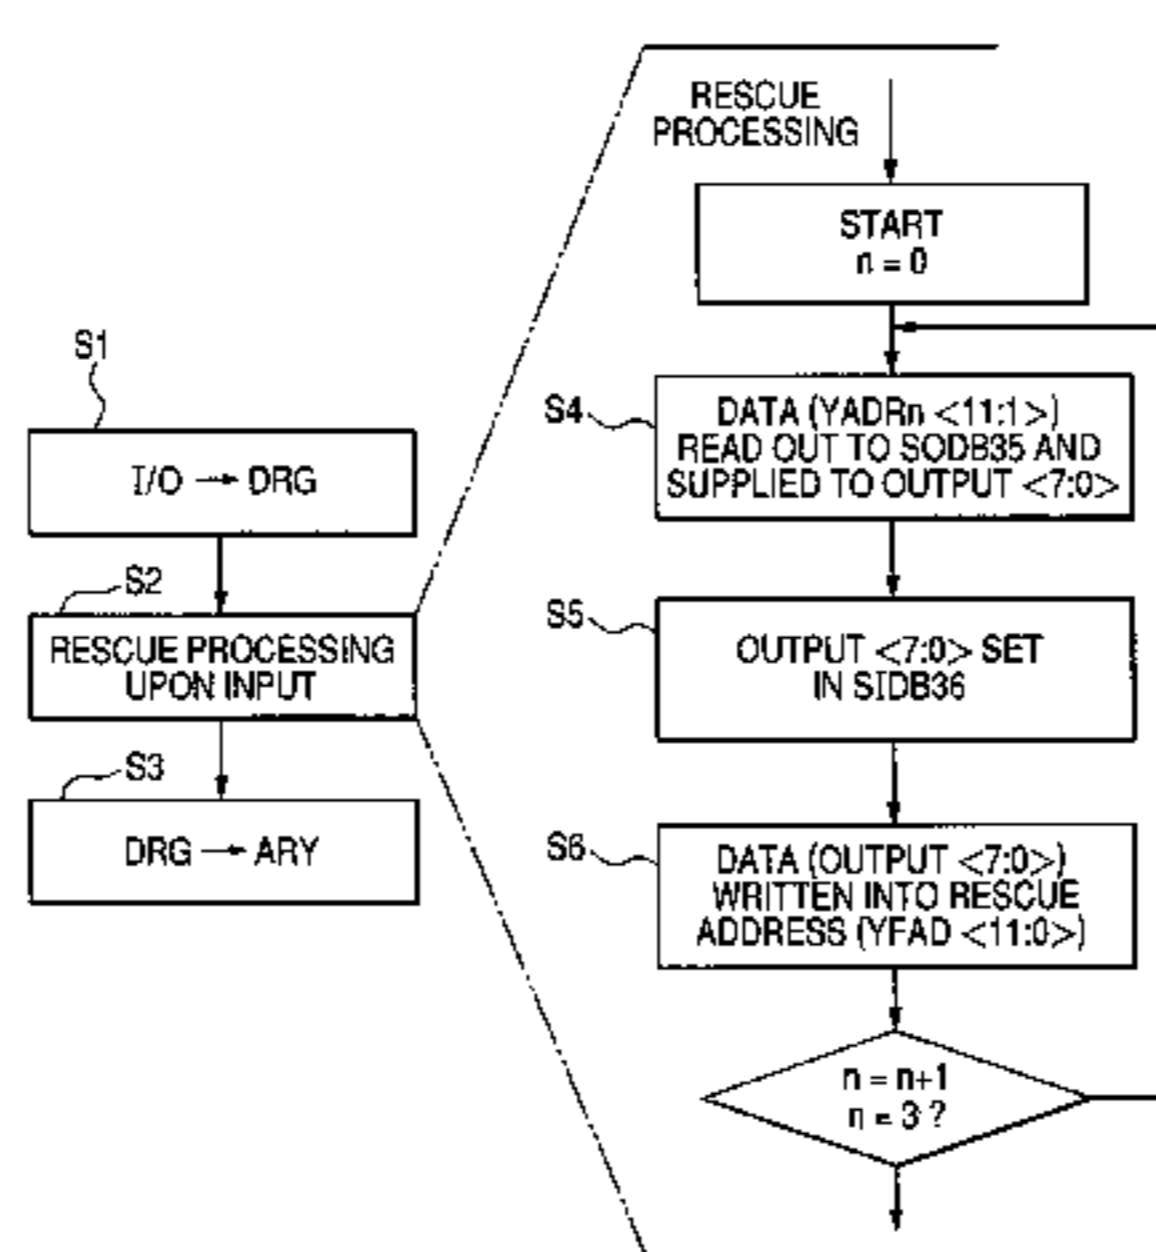 S1
I/O → DRG
S2
RESCUE PROCESSING
UPON INPUT
S3
DRG → ARY
RESCUE
PROCESSING
START
n = 0
S4
DATA (YADRn <11:1>)
READ OUT TO SODB35 AND
SUPPLIED TO OUTPUT <7:0>
S5
OUTPUT <7:0> SET
IN SIDB36
S6
DATA (OUTPUT <7:0>)
WRITTEN INTO RESCUE
ADDRESS (YFAD <11:0>)
n = n+1
n = 3 ?